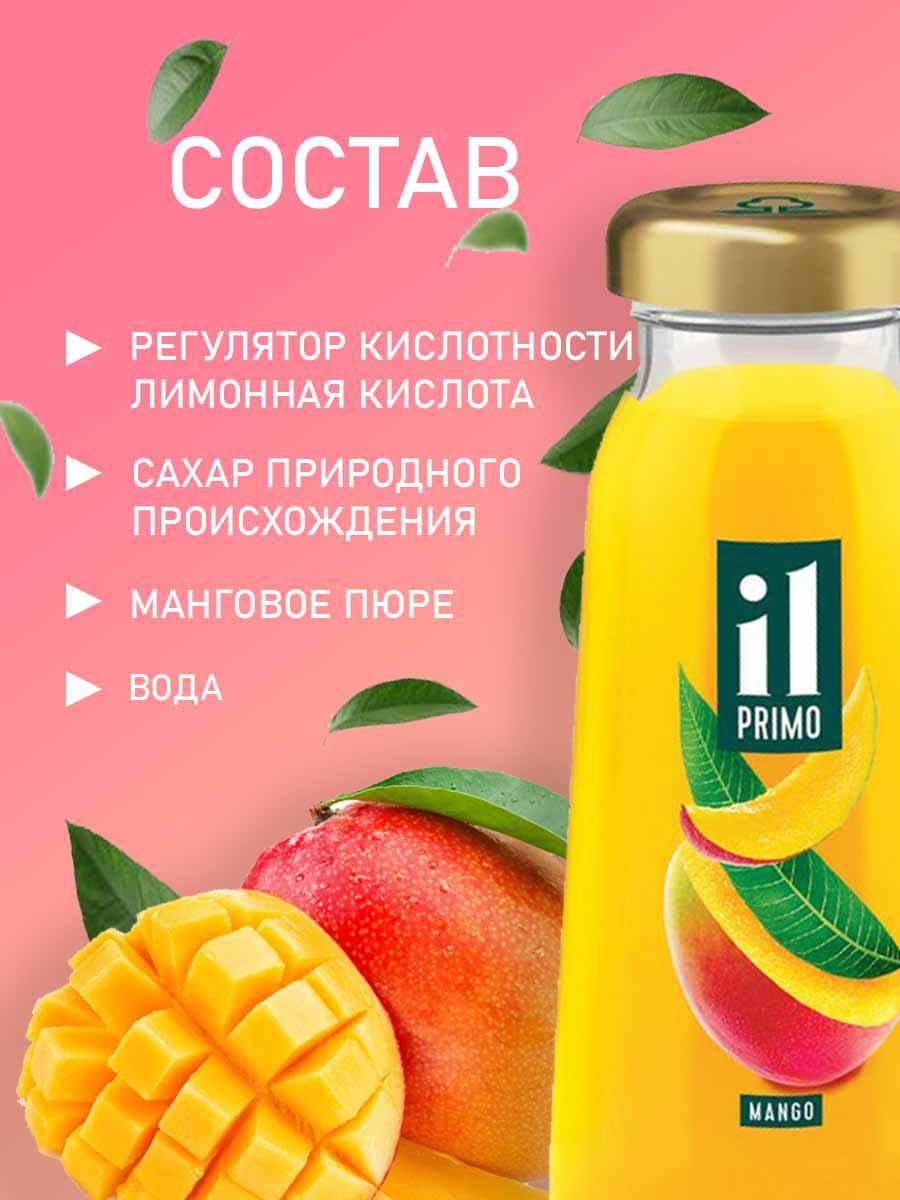 СОСТАВ
РЕГУЛЯТОР КИСЛОТНОСТИ
ЛИМОННАЯ КИСЛОТА
САХАР ПРИРОДНОГО
ПРОИСХОЖДЕНИЯ
МАНГОВОЕ ПЮРЕ
ВОДА
il
PRIMO
MANGO